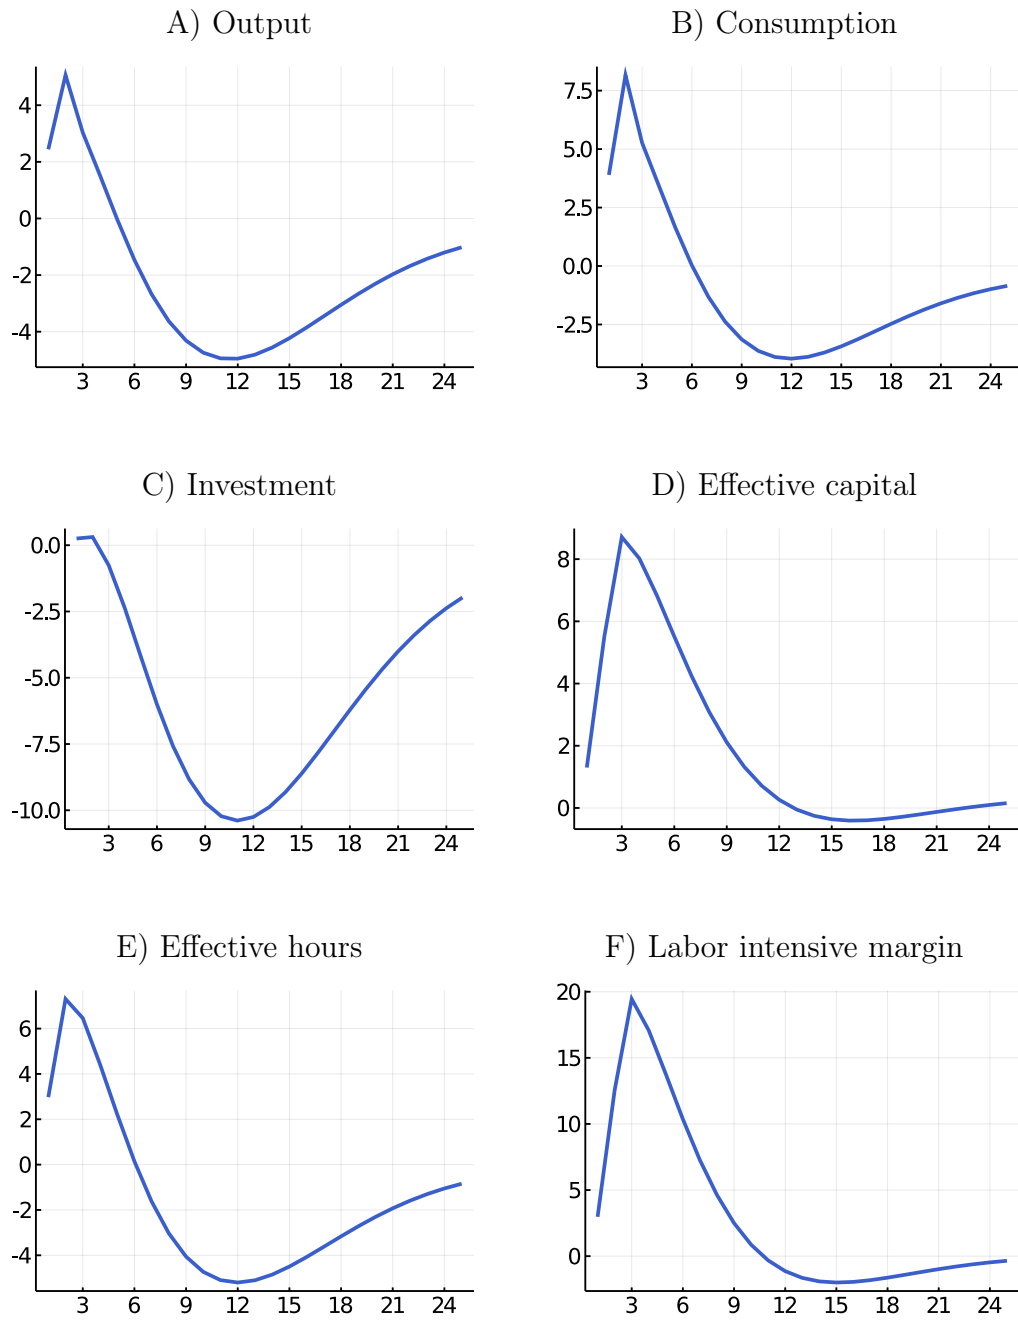 A) Output
4
2
0
-2
-4
3 6 9 12 15 18 21 24
B) Consumption
7.5
5.0
2.5
0.0
-2.5
3 6 9 12 15 18 21 24
C) Investment
0.0
-2.5
-5.0
-7.5
-10.0
3 6 9 12 15 18 21 24
D) Effective capital
8
6
4
2
0
3 6 9 12 15 18 21 24
E) Effective hours
6
4
2
0
-2
-4
3 6 9 12 15 18 21 24
F) Labor intensive margin
20
15
10
5
0
3 6 9 12 15 18 21 24